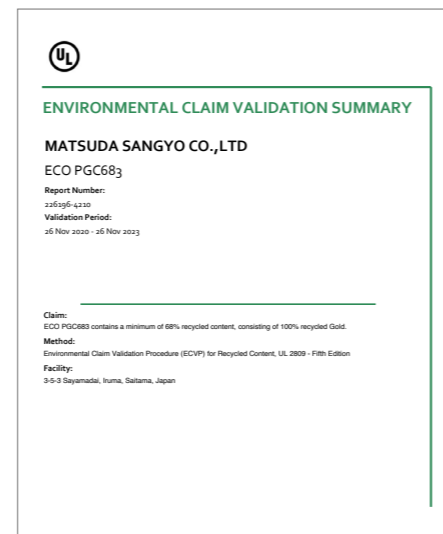 UL
ENVIRONMENTAL CLAIM VALIDATION SUMMARY
MATSUDA SANGYO CO.,LTD
ECO PGC683
Report Number:
226196-4210
Validation Period:
26 Nov 2020 - 26 Nov 2023
Claim:
ECO PGC683 contains a minimum of 68% recycled content, consisting of 100% recycled Gold.
Method:
Environmental Claim Validation Procedure (ECVP) for Recycled Content, UL 2809 - Fifth Edition
Facility:
3-5-3 Sayamadai, Iruma, Saitama, Japan